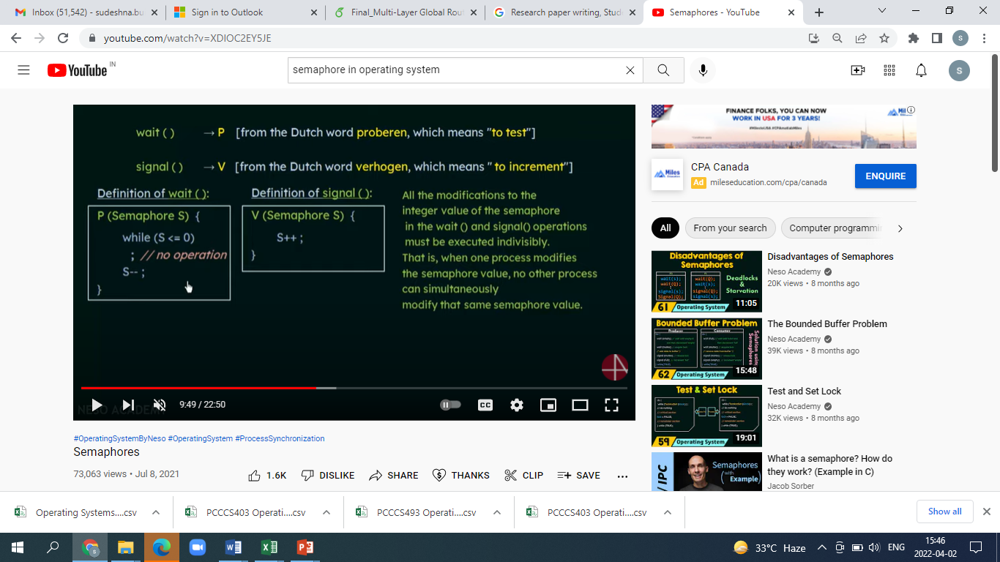 Inbox (51,542) - sudeshna.bu
Sign in to Outlook
Final_Multi-Layer Global Rout
Research paper writing, Stud
Semaphores - YouTube
youtube.com/watch?v=XDIOC2EY5JE
S
YouTube IN
semaphore in operating system
S
wait ( ) → P [from the Dutch word proberen, which means "to test"]
signal ( ) → V [from the Dutch word verhogen, which means " to increment"]
Definition of wait ( ):
P (Semaphore S) {
while (S <= 0)
; // no operation
S-- ;
}
Definition of signal ( ):
V (Semaphore S) {
S++ ;
}
All the modifications to the
integer value of the semaphore
in the wait () and signal() operations
must be executed indivisibly.
That is, when one process modifies
the semaphore value, no other process
can simultaneously
modify that same semaphore value.
NESO ACADEMY
9:49 / 22:50
CC
#OperatingSystemByNeso #OperatingSystem #ProcessSynchronization
Semaphores
73,063 views • Jul 8, 2021
1.6K DISLIKE SHARE THANKS CLIP SAVE
FINANCE FOLKS, YOU CAN NOW
WORK IN USA FOR 3 YEARS!
Miles
CPA Canada
Ad mileseducation.com/cpa/canada
ENQUIRE
All From your search Computer programmi
Disadvantages of
Semaphores
wait(S); wait(Q);
wait(Q); wait(S);
signal(S); signal(Q);
Signal(Q); signal(S);
Deadlocks
&
Starvation
61 Operating System
11:05
Disadvantages of Semaphores
Neso Academy
20K views • 8 months ago
Bounded Buffer Problem
Producer Consumer
Solution using
Semaphores
62 Operating System
15:48
The Bounded Buffer Problem
Neso Academy
39K views • 8 months ago
Test & Set Lock
59 Operating System
19:01
Test and Set Lock
Neso Academy
32K views • 8 months ago
/ IPC
Semaphores
(with Example)
What is a semaphore? How do
they work? (Example in C)
Jacob Sorber
Operating Systems....csv
PCCCS403 Operati....csv
PCCCS493 Operati....csv
PCCCS403 Operati....csv
Show all
33°C Haze
ENG
15:46
2022-04-02